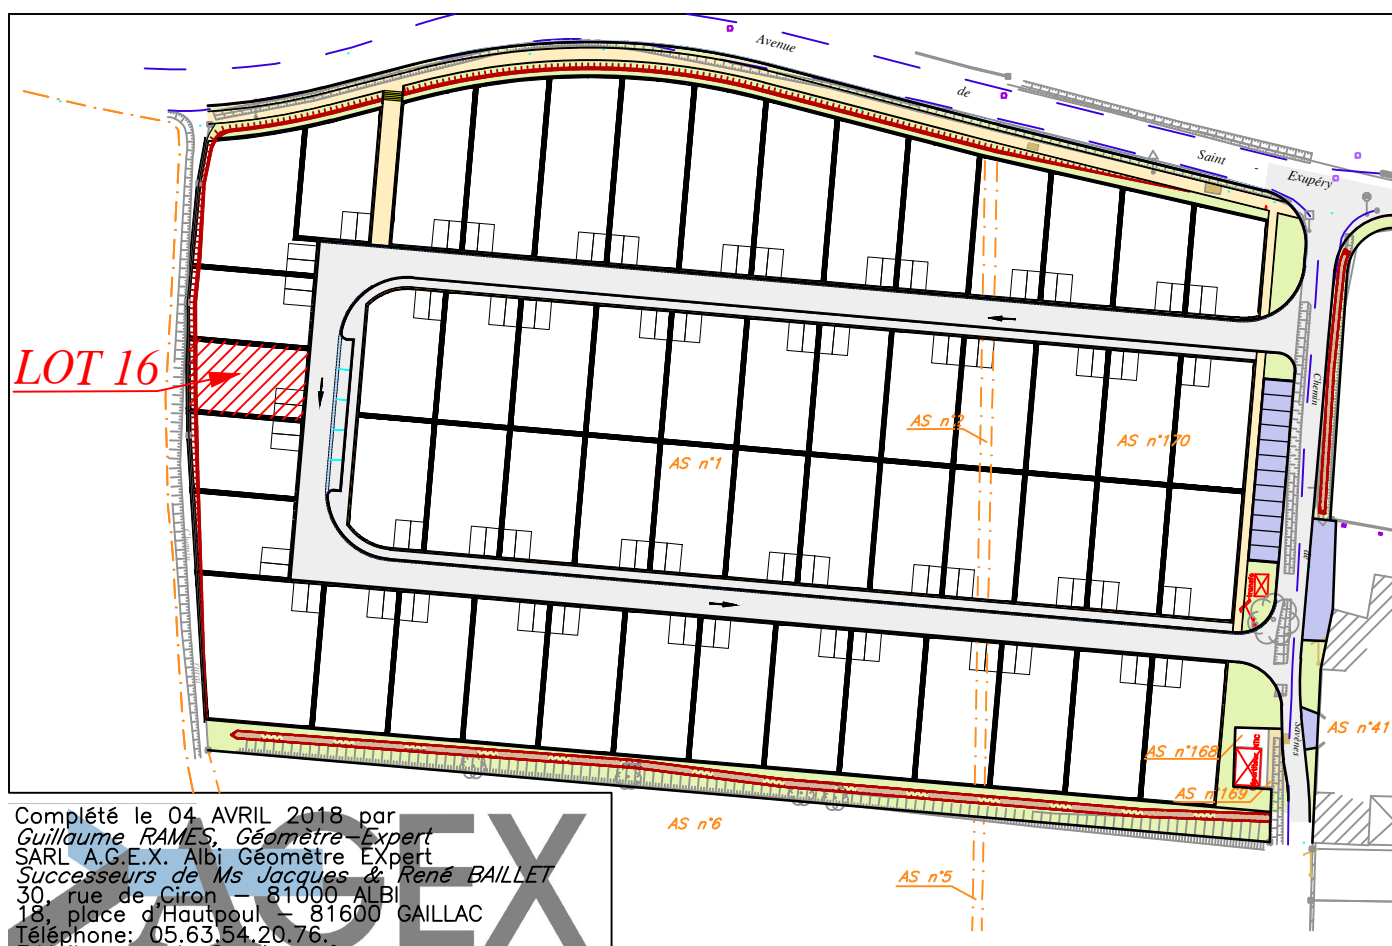 Avenue
de
Saint
Exupéry
LOT 16
Chemin
de
Savènes
AS n°2
AS n°170
AS n°1
AS n°41
AS n°168
AS n°169
AS n°6
AS n°5
Complété le 04 AVRIL 2018 par
Guillaume RAMES, Géomètre-Expert
SARL A.G.E.X. Albi Géomètre EXpert
Successeurs de Ms Jacques & René BAILLET
30, rue de Ciron – 81000 ALBI
18, place d'Hautpoul – 81600 GAILLAC
Téléphone: 05.63.54.20.76.
AGEX